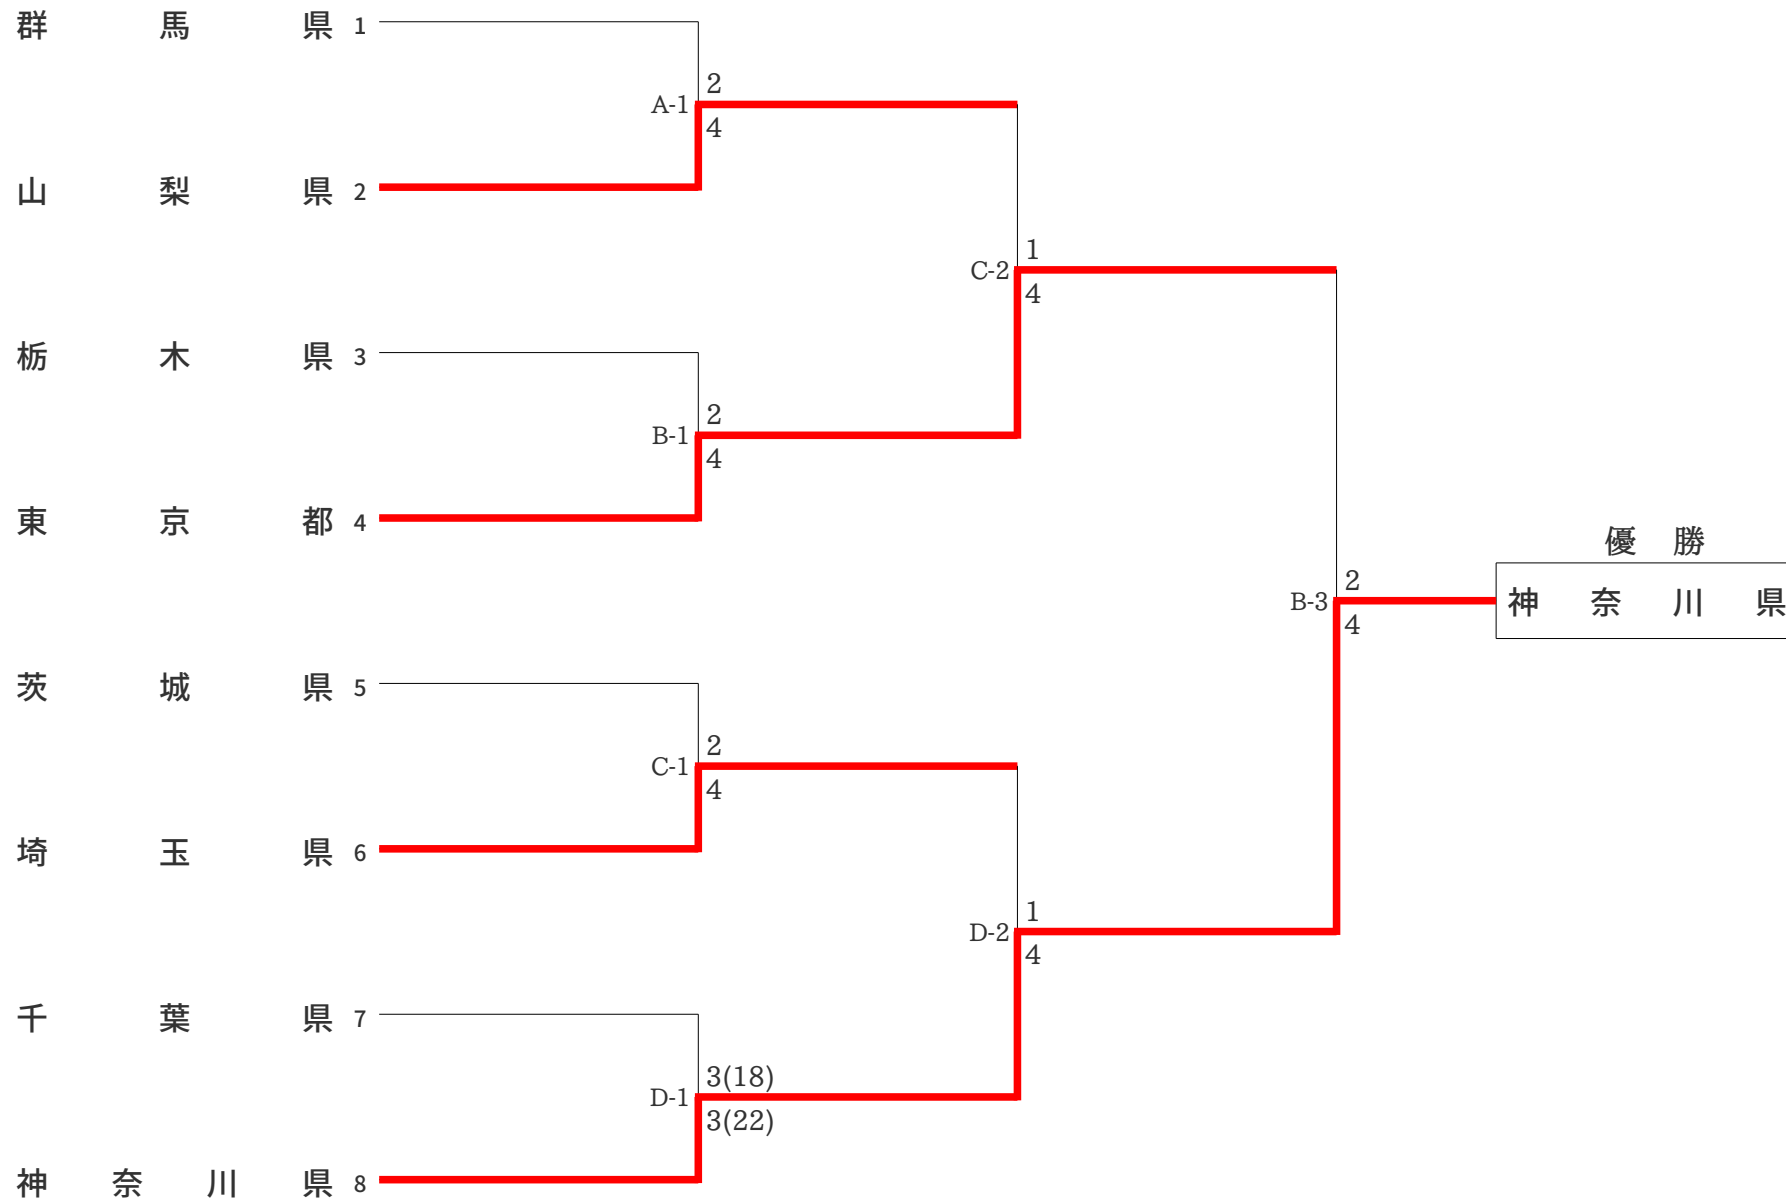 群馬県 1
2
A-1
4
山梨県 2
1
C-2
4
栃木県 3
2
B-1
4
東京都 4
優勝
神奈川県
2
B-3
4
茨城県 5
2
C-1
4
埼玉県 6
1
D-2
4
千葉県 7
3(18)
D-1
3(22)
神奈川県 8